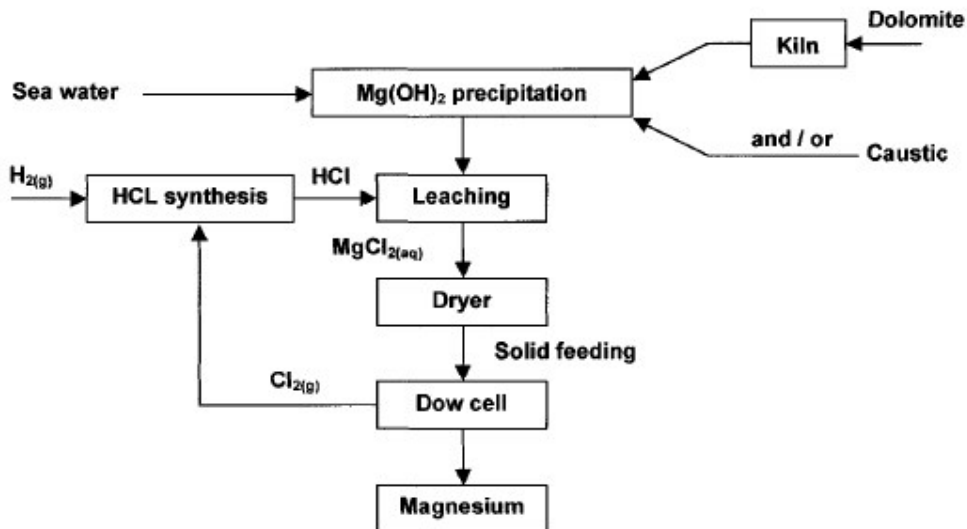 Dolomite
Kiln
Sea water
Mg(OH)₂ precipitation
and / or
Caustic
H₂₍g₎
HCL synthesis
HCl
Leaching
MgCl₂₍aq₎
Dryer
Solid feeding
Cl₂₍g₎
Dow cell
Magnesium